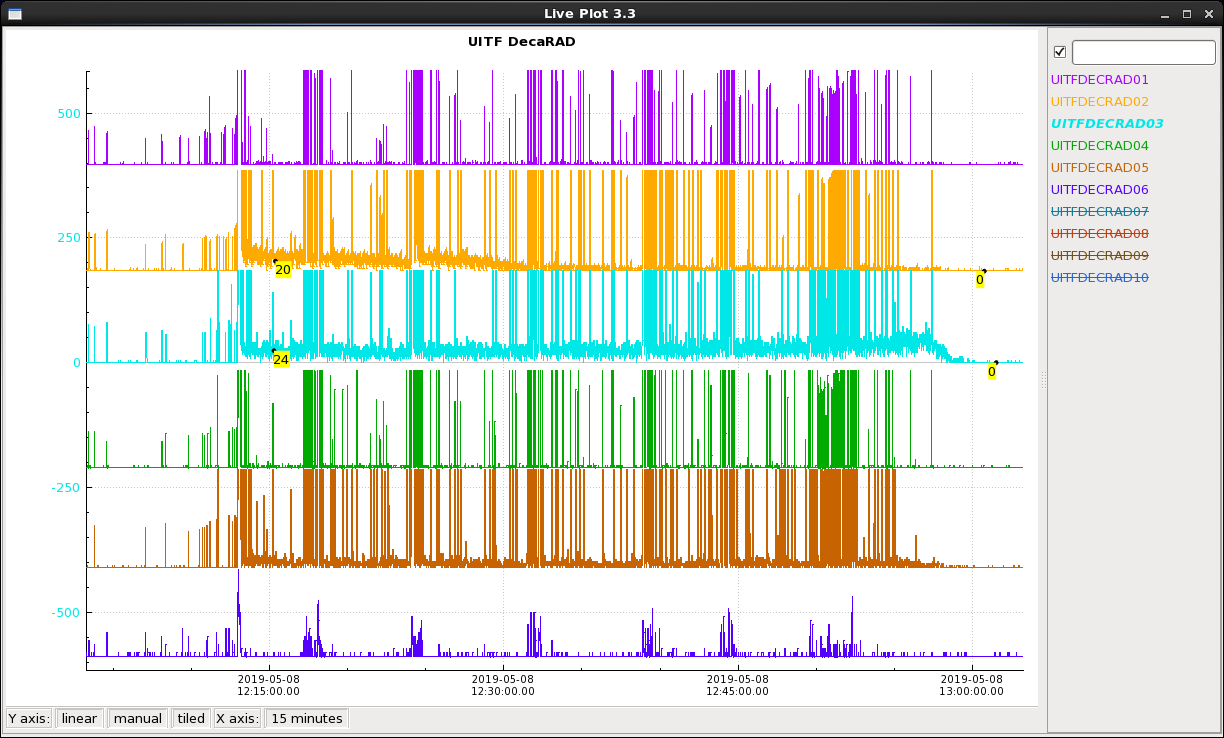 Live Plot 3.3
UITF DecaRAD
500
250
0
-250
-500
20
0
24
0
2019-05-08
12:15:00.00
2019-05-08
12:30:00.00
2019-05-08
12:45:00.00
2019-05-08
13:00:00.00
UITFDECRAD01
UITFDECRAD02
UITFDECRAD03
UITFDECRAD04
UITFDECRAD05
UITFDECRAD06
UITFDECRAD07
UITFDECRAD08
UITFDECRAD09
UITFDECRAD10
Y axis: linear manual tiled X axis: 15 minutes